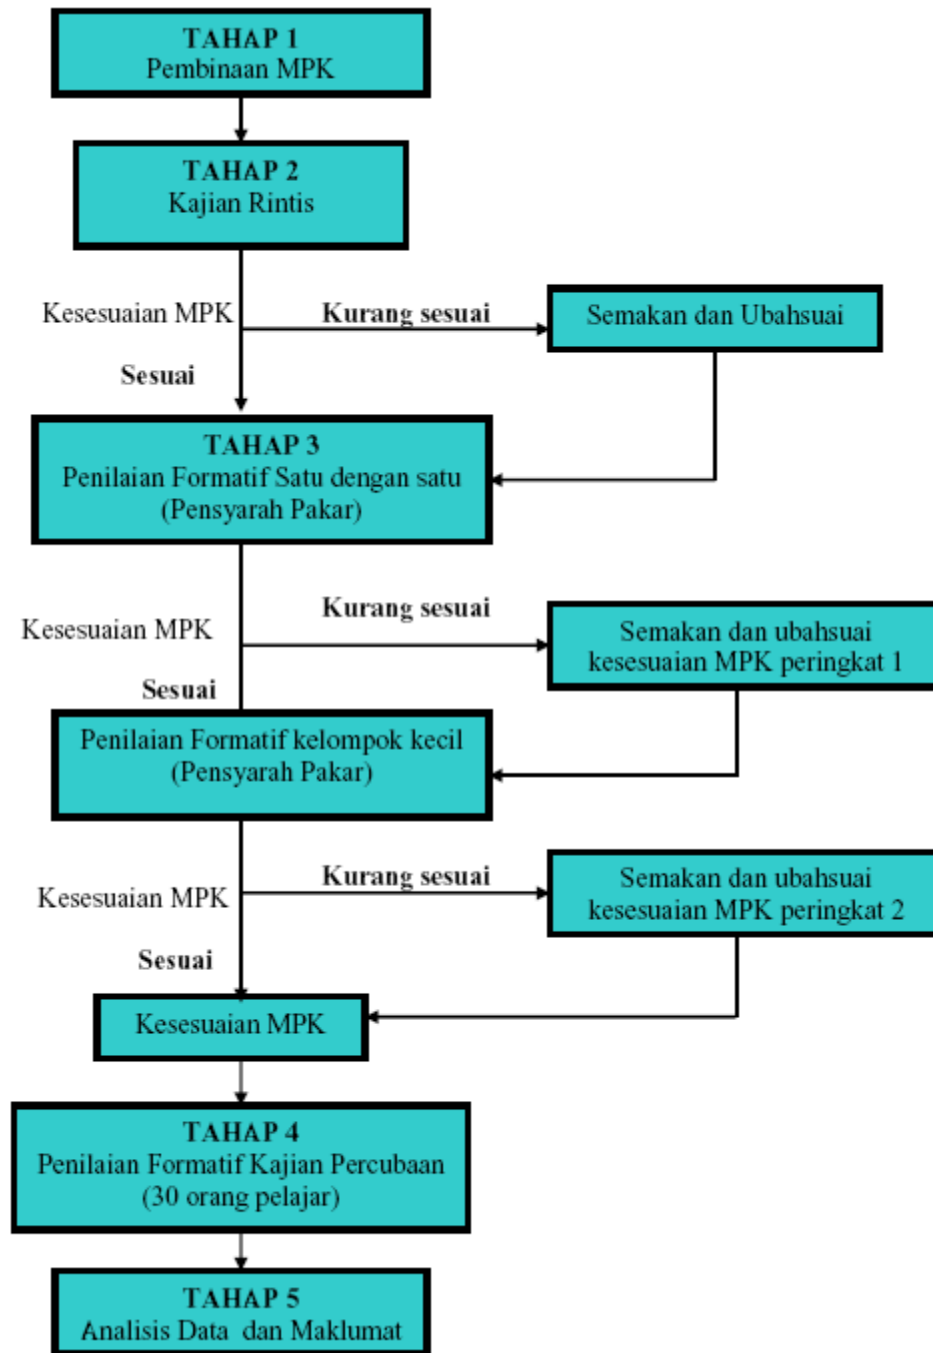 TAHAP 1
Pembinaan MPK
TAHAP 2
Kajian Rintis
Kesesuaian MPK
Kurang sesuai
Semakan dan Ubahsuai
Sesuai
TAHAP 3
Penilaian Formatif Satu dengan satu
(Pensyarah Pakar)
Kesesuaian MPK
Kurang sesuai
Semakan dan ubahsuai
kesesuaian MPK peringkat 1
Sesuai
Penilaian Formatif kelompok kecil
(Pensyarah Pakar)
Kesesuaian MPK
Kurang sesuai
Semakan dan ubahsuai
kesesuaian MPK peringkat 2
Sesuai
Kesesuaian MPK
TAHAP 4
Penilaian Formatif Kajian Percubaan
(30 orang pelajar)
TAHAP 5
Analisis Data dan Maklumat